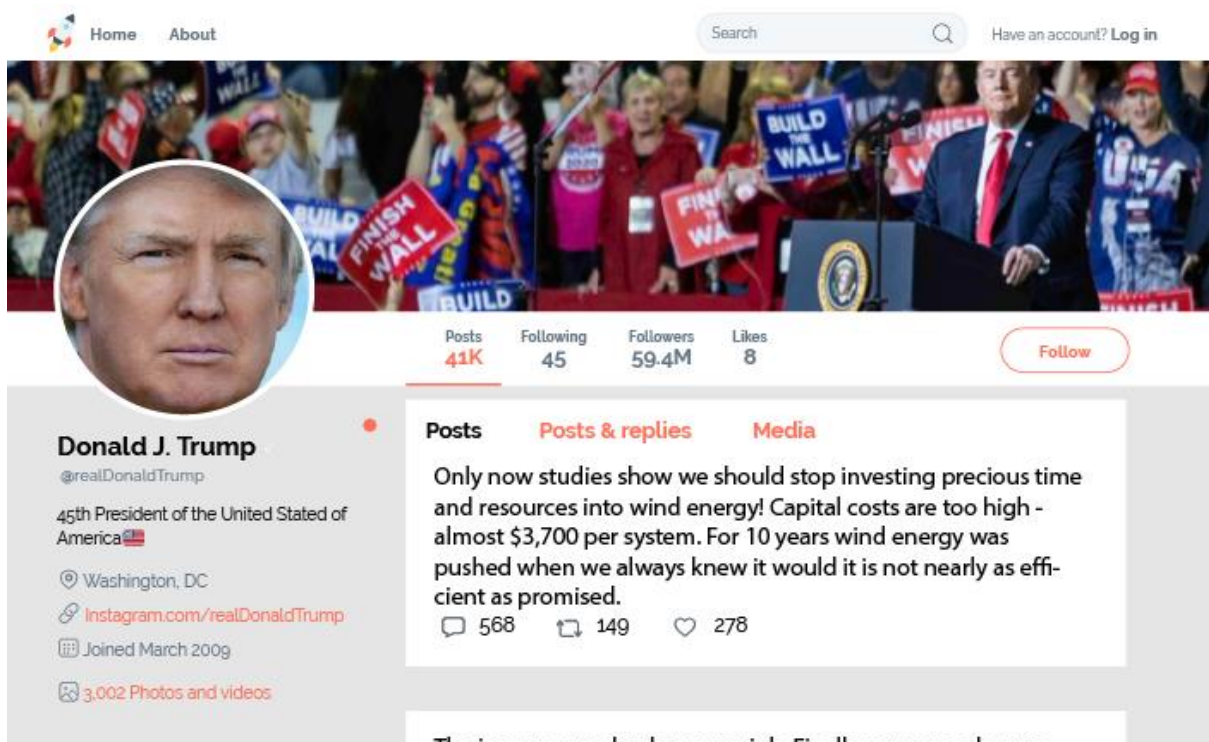 Home About Search Have an account? Log in
BUILD THE WALL
FINISH THE WALL
BUILD
WALL
FINISH
USA
FINISH
Posts Following Followers Likes
41K 45 59.4M 8
Follow
Donald J. Trump
@realDonaldTrump
45th President of the United Stated of
America
Washington, DC
Instagram.com/realDonaldTrump
Joined March 2009
3,002 Photos and videos
Posts Posts & replies Media
Only now studies show we should stop investing precious time
and resources into wind energy! Capital costs are too high -
almost $3,700 per system. For 10 years wind energy was
pushed when we always knew it would it is not nearly as effi-
cient as promised.
568 149 278